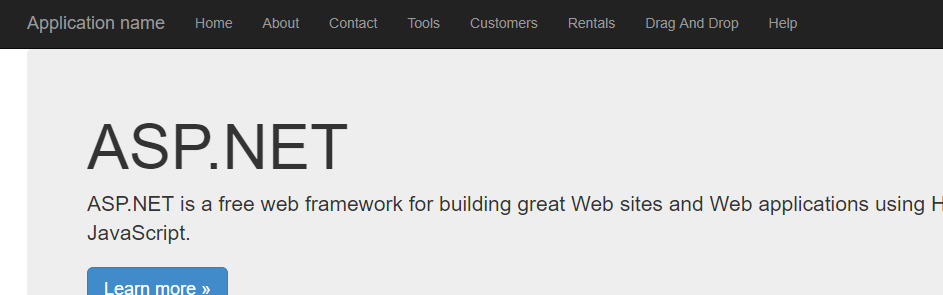 Application name Home About Contact Tools Customers Rentals Drag And Drop Help
ASP.NET
ASP.NET is a free web framework for building great Web sites and Web applications using H
JavaScript.
Learn more »